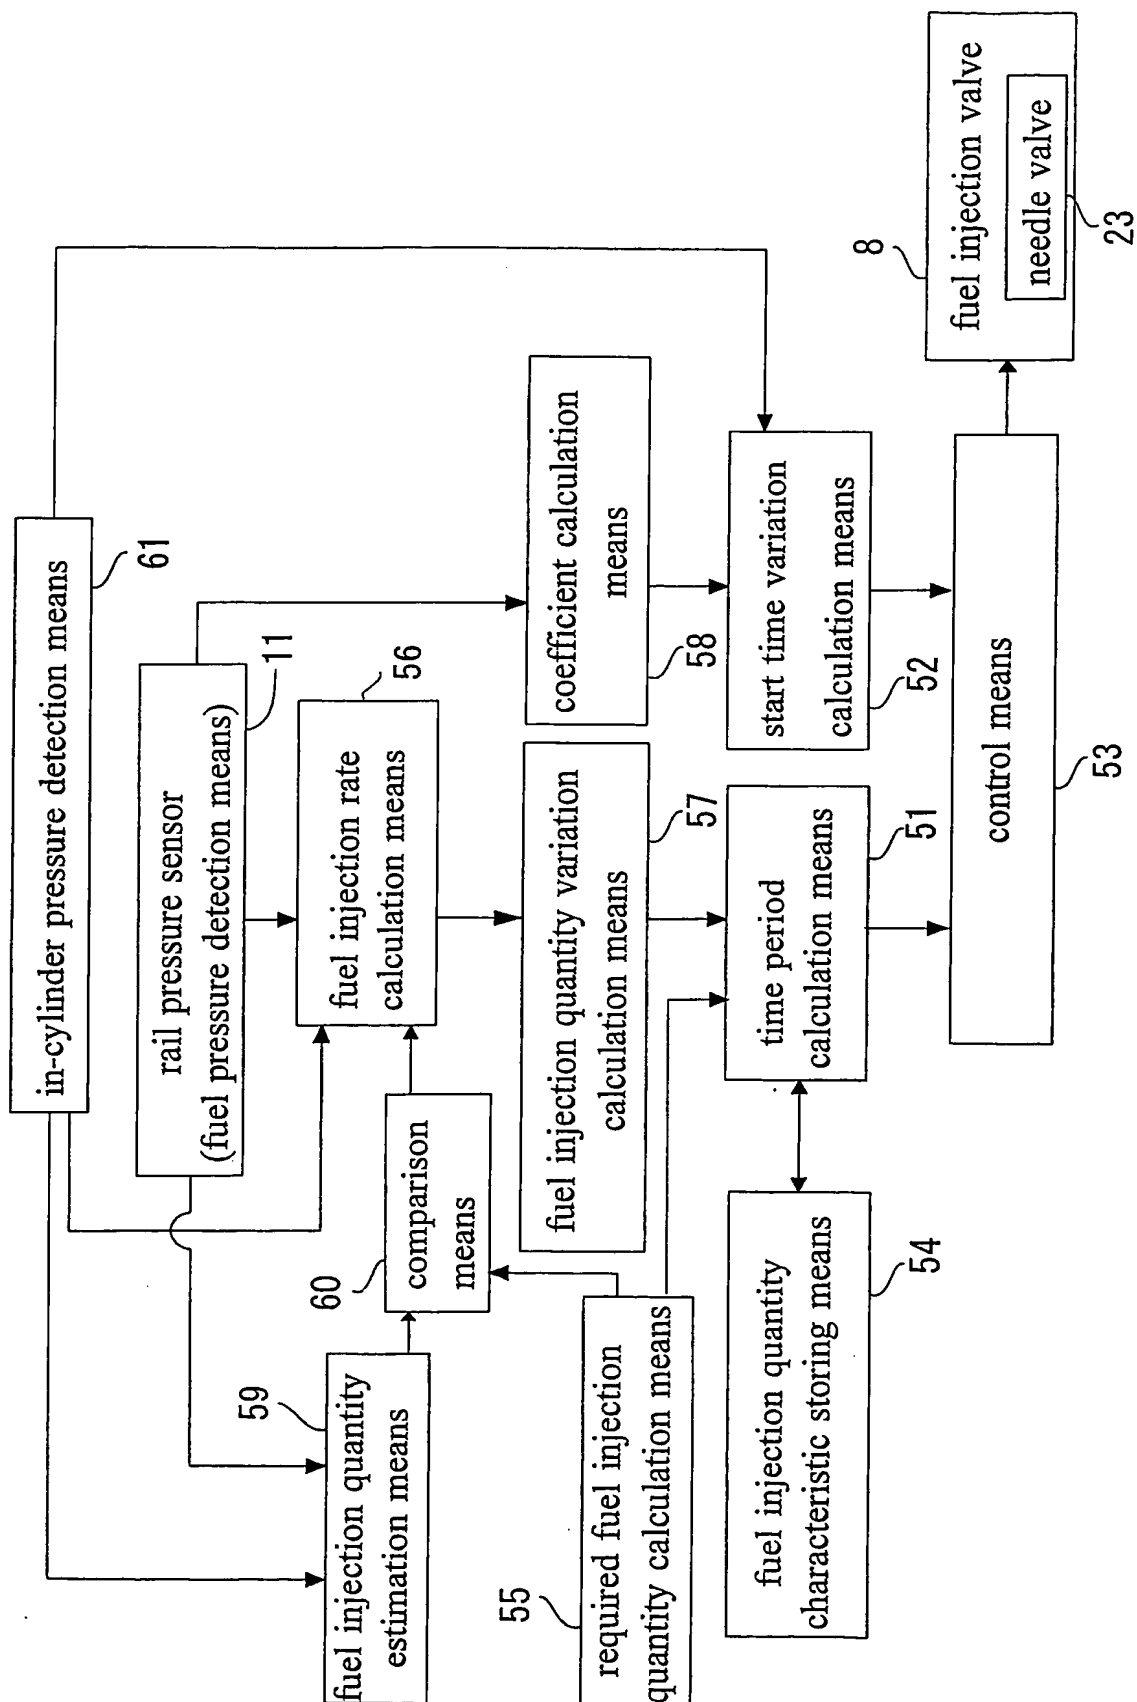 in-cylinder pressure detection means
61
rail pressure sensor
(fuel pressure detection means)
11
59
fuel injection quantity
estimation means
60
comparison
means
fuel injection rate
calculation means
56
55
required fuel injection
quantity calculation means
fuel injection quantity variation
calculation means
57
coefficient calculation
means
58
fuel injection quantity
characteristic storing means
54
time period
calculation means
51
start time variation
calculation means
52
control means
53
8
fuel injection valve
needle valve
23